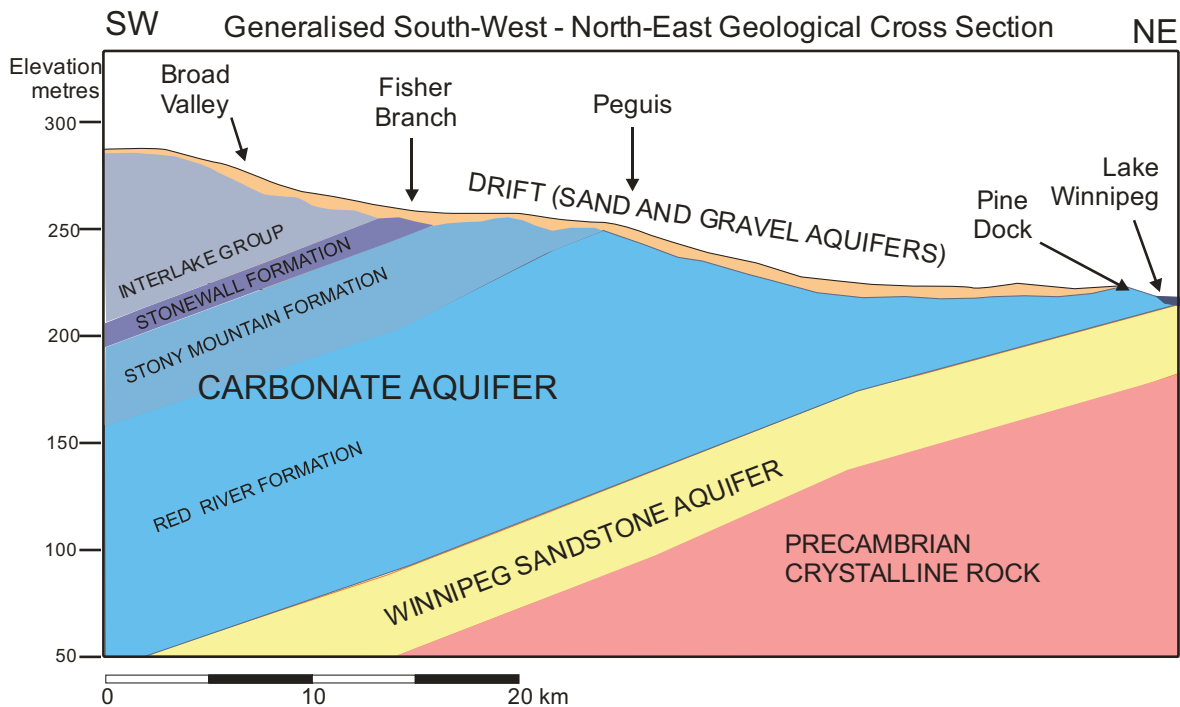 SW
Generalised South-West - North-East Geological Cross Section
NE
Elevation
metres
300
250
200
150
100
50
Broad
Valley
Fisher
Branch
Peguis
Lake
Winnipeg
Pine
Dock
DRIFT (SAND AND GRAVEL AQUIFERS)
INTERLAKE GROUP
STONEWALL FORMATION
STONY MOUNTAIN FORMATION
CARBONATE AQUIFER
RED RIVER FORMATION
WINNIPEG SANDSTONE AQUIFER
PRECAMBRIAN
CRYSTALLINE ROCK
0
10
20 km